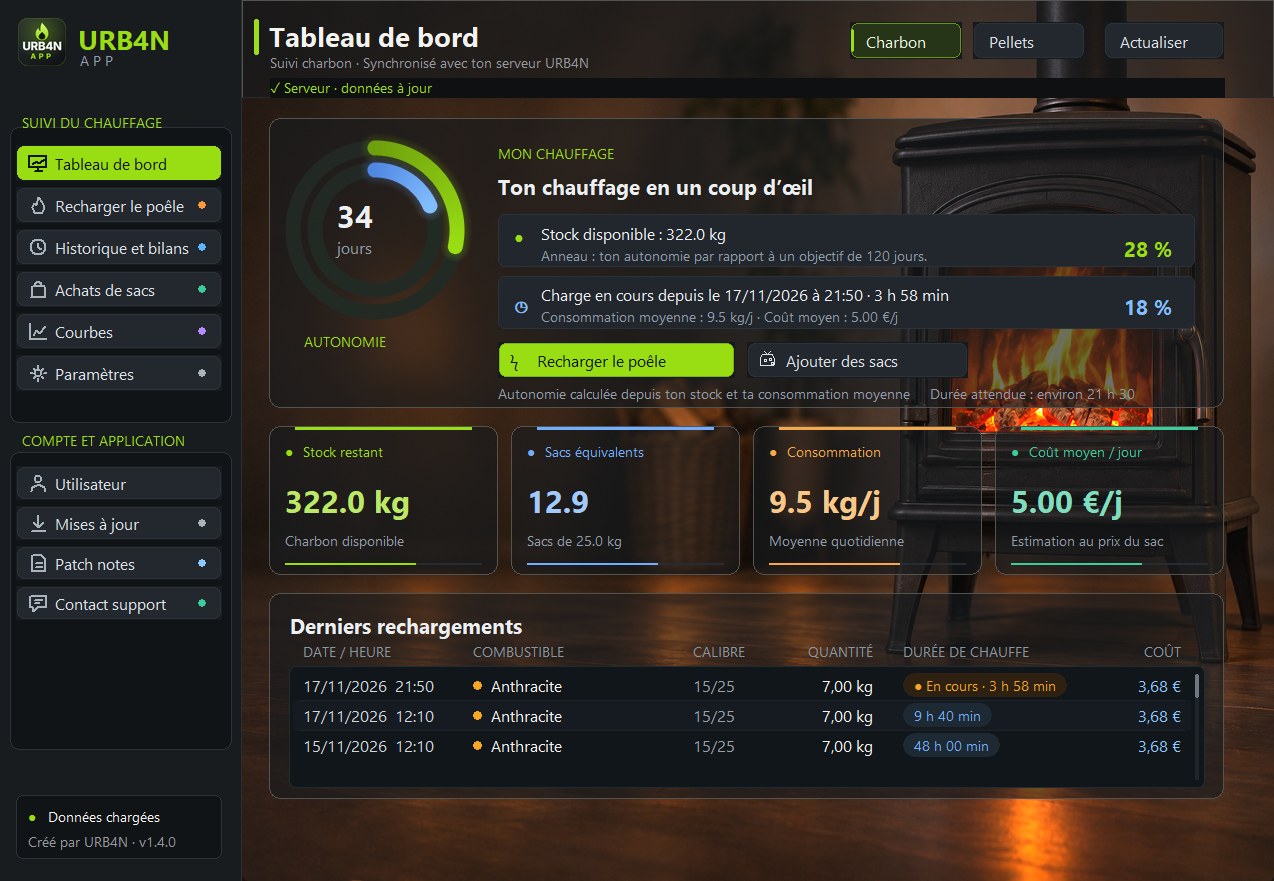 URB4N
APP
URB4N
APP
SUIVI DU CHAUFFAGE
Tableau de bord
Recharger le poêle
Historique et bilans
Achats de sacs
Courbes
Paramètres
COMPTE ET APPLICATION
Utilisateur
Mises à jour
Patch notes
Contact support
Données chargées
Créé par URB4N · v1.4.0
Tableau de bord
Suivi charbon · Synchronisé avec ton serveur URB4N
✓ Serveur · données à jour
Charbon
Pellets
Actualiser
34
jours
AUTONOMIE
MON CHAUFFAGE
Ton chauffage en un coup d’œil
Stock disponible : 322.0 kg
Anneau : ton autonomie par rapport à un objectif de 120 jours.
28 %
Charge en cours depuis le 17/11/2026 à 21:50 · 3 h 58 min
Consommation moyenne : 9.5 kg/j · Coût moyen : 5.00 €/j
18 %
Recharger le poêle
Ajouter des sacs
Autonomie calculée depuis ton stock et ta consommation moyenne
Durée attendue : environ 21 h 30
● Stock restant
322.0 kg
Charbon disponible
● Sacs équivalents
12.9
Sacs de 25.0 kg
● Consommation
9.5 kg/j
Moyenne quotidienne
● Coût moyen / jour
5.00 €/j
Estimation au prix du sac
Derniers rechargements
DATE / HEURE COMBUSTIBLE CALIBRE QUANTITÉ DURÉE DE CHAUFFE COÛT
17/11/2026 21:50 Anthracite 15/25 7,00 kg ● En cours · 3 h 58 min 3,68 €
17/11/2026 12:10 Anthracite 15/25 7,00 kg 9 h 40 min 3,68 €
15/11/2026 12:10 Anthracite 15/25 7,00 kg 48 h 00 min 3,68 €